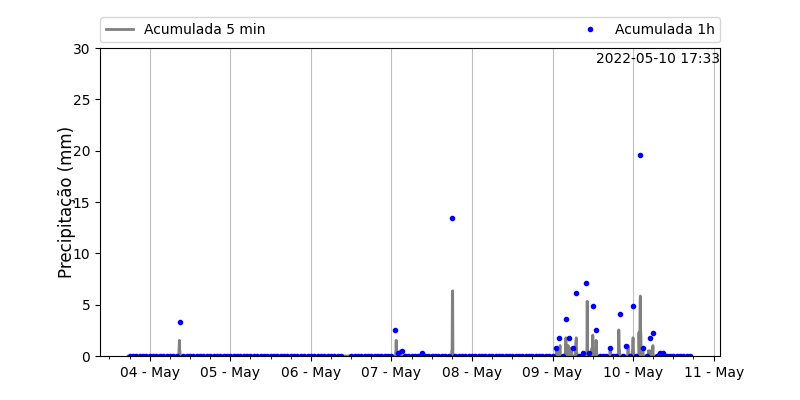 Acumulada 5 min
Acumulada 1h
2022-05-10 17:33
Precipitação (mm)
30
25
20
15
10
5
0
04 - May
05 - May
06 - May
07 - May
08 - May
09 - May
10 - May
11 - May